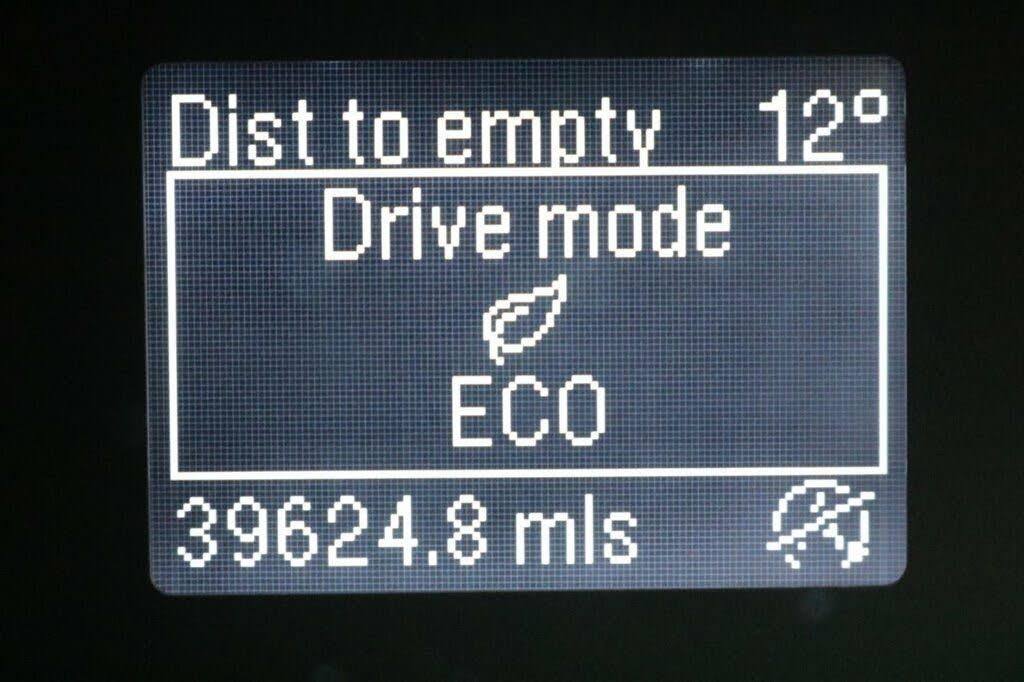 Dist to empty 12°
Drive mode
ECO
39624.8 mls